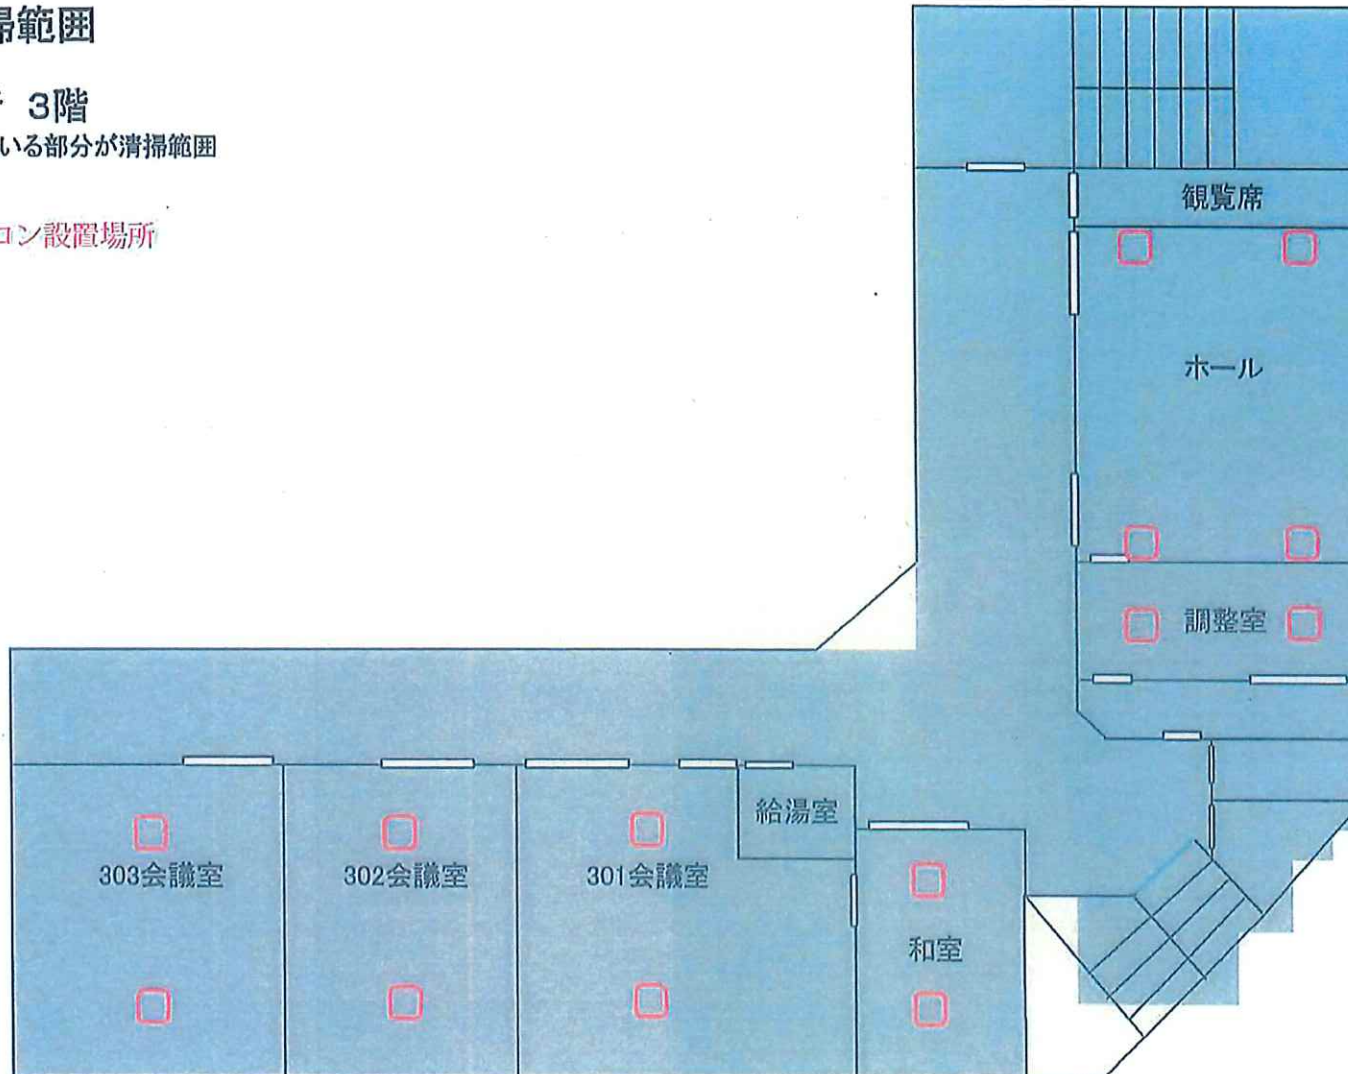 掃範囲
3階
いる部分が清掃範囲
コン設置場所
観覧席
ホール
調整室
給湯室
303会議室
302会議室
301会議室
和室